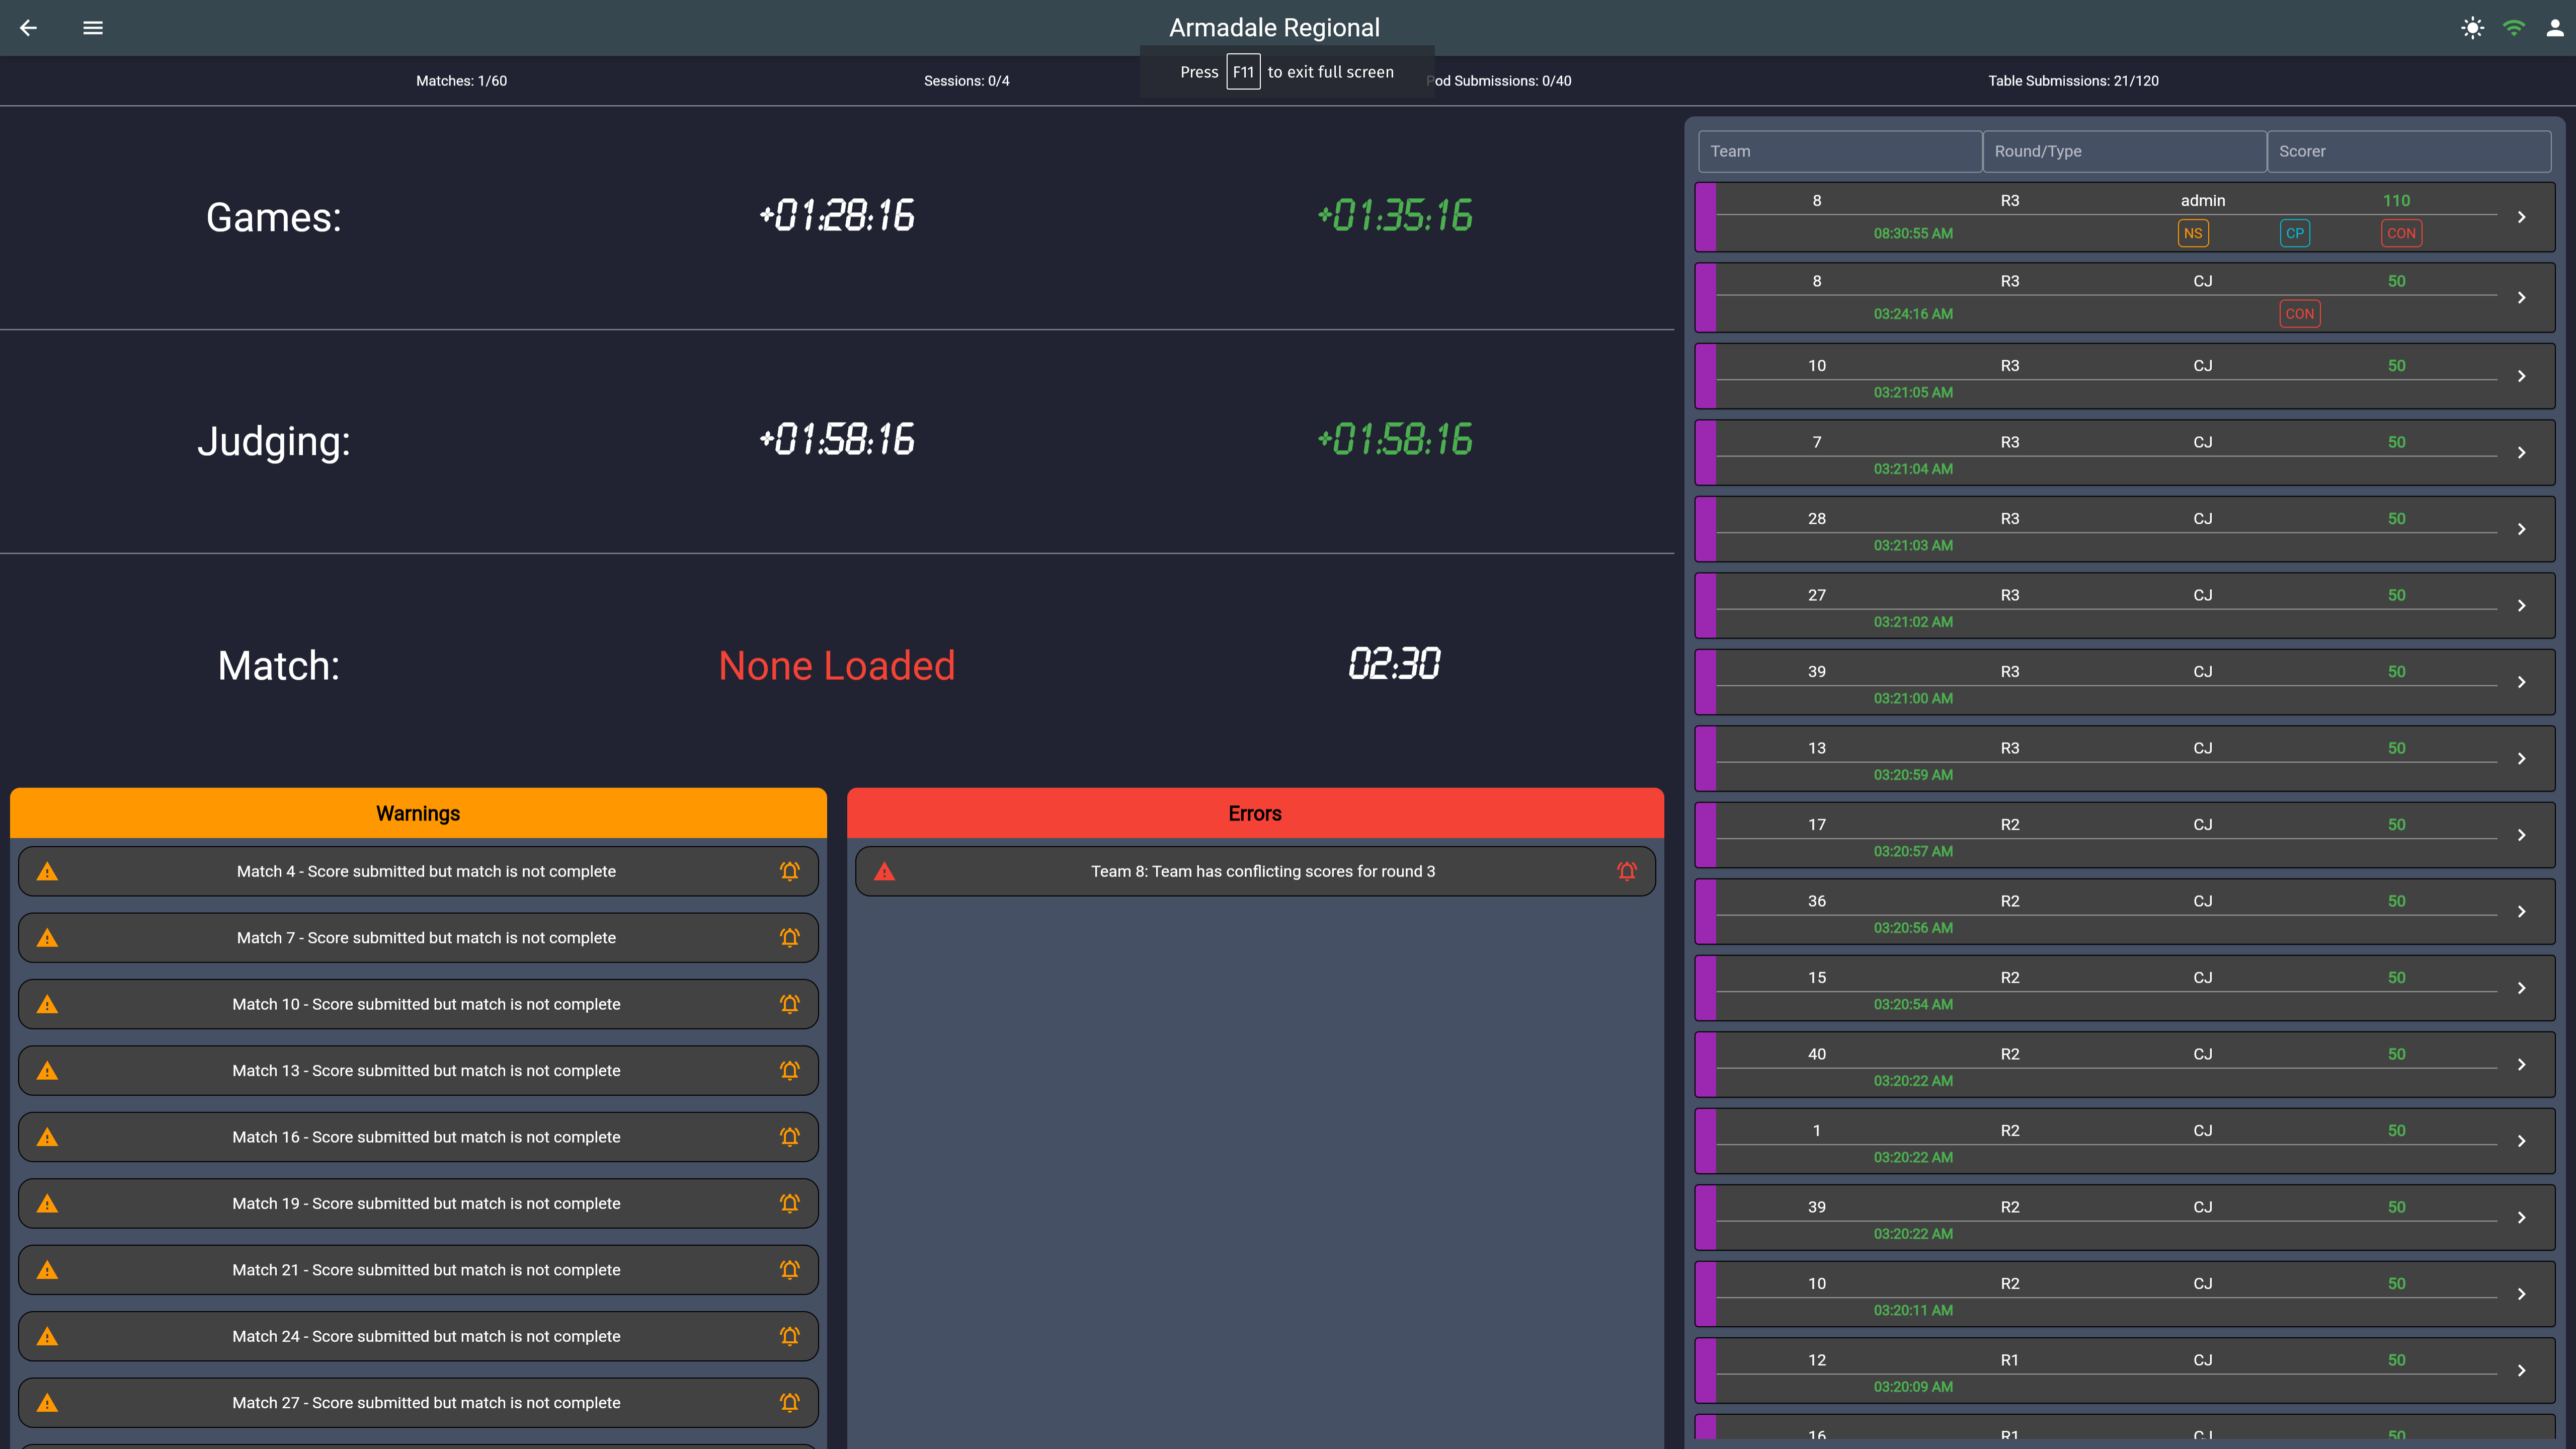 Armadale Regional
Press F11 to exit full screen
Matches: 1/60 Sessions: 0/4 Pod Submissions: 0/40 Table Submissions: 21/120
Games: +01:28:16 +01:35:16
Judging: +01:58:16 +01:58:16
Match: None Loaded 02:30
Warnings
Match 4 - Score submitted but match is not complete
Match 7 - Score submitted but match is not complete
Match 10 - Score submitted but match is not complete
Match 13 - Score submitted but match is not complete
Match 16 - Score submitted but match is not complete
Match 19 - Score submitted but match is not complete
Match 21 - Score submitted but match is not complete
Match 24 - Score submitted but match is not complete
Match 27 - Score submitted but match is not complete
Errors
Team 8: Team has conflicting scores for round 3
Team Round/Type Scorer
8 R3 admin 110
08:30:55 AM NS CP CON
8 R3 CJ 50
03:24:16 AM CON
10 R3 CJ 50
03:21:05 AM
7 R3 CJ 50
03:21:04 AM
28 R3 CJ 50
03:21:03 AM
27 R3 CJ 50
03:21:02 AM
39 R3 CJ 50
03:21:00 AM
13 R3 CJ 50
03:20:59 AM
17 R2 CJ 50
03:20:57 AM
36 R2 CJ 50
03:20:56 AM
15 R2 CJ 50
03:20:54 AM
40 R2 CJ 50
03:20:22 AM
1 R2 CJ 50
03:20:22 AM
39 R2 CJ 50
03:20:22 AM
10 R2 CJ 50
03:20:11 AM
12 R1 CJ 50
03:20:09 AM
16 R1 CJ 50